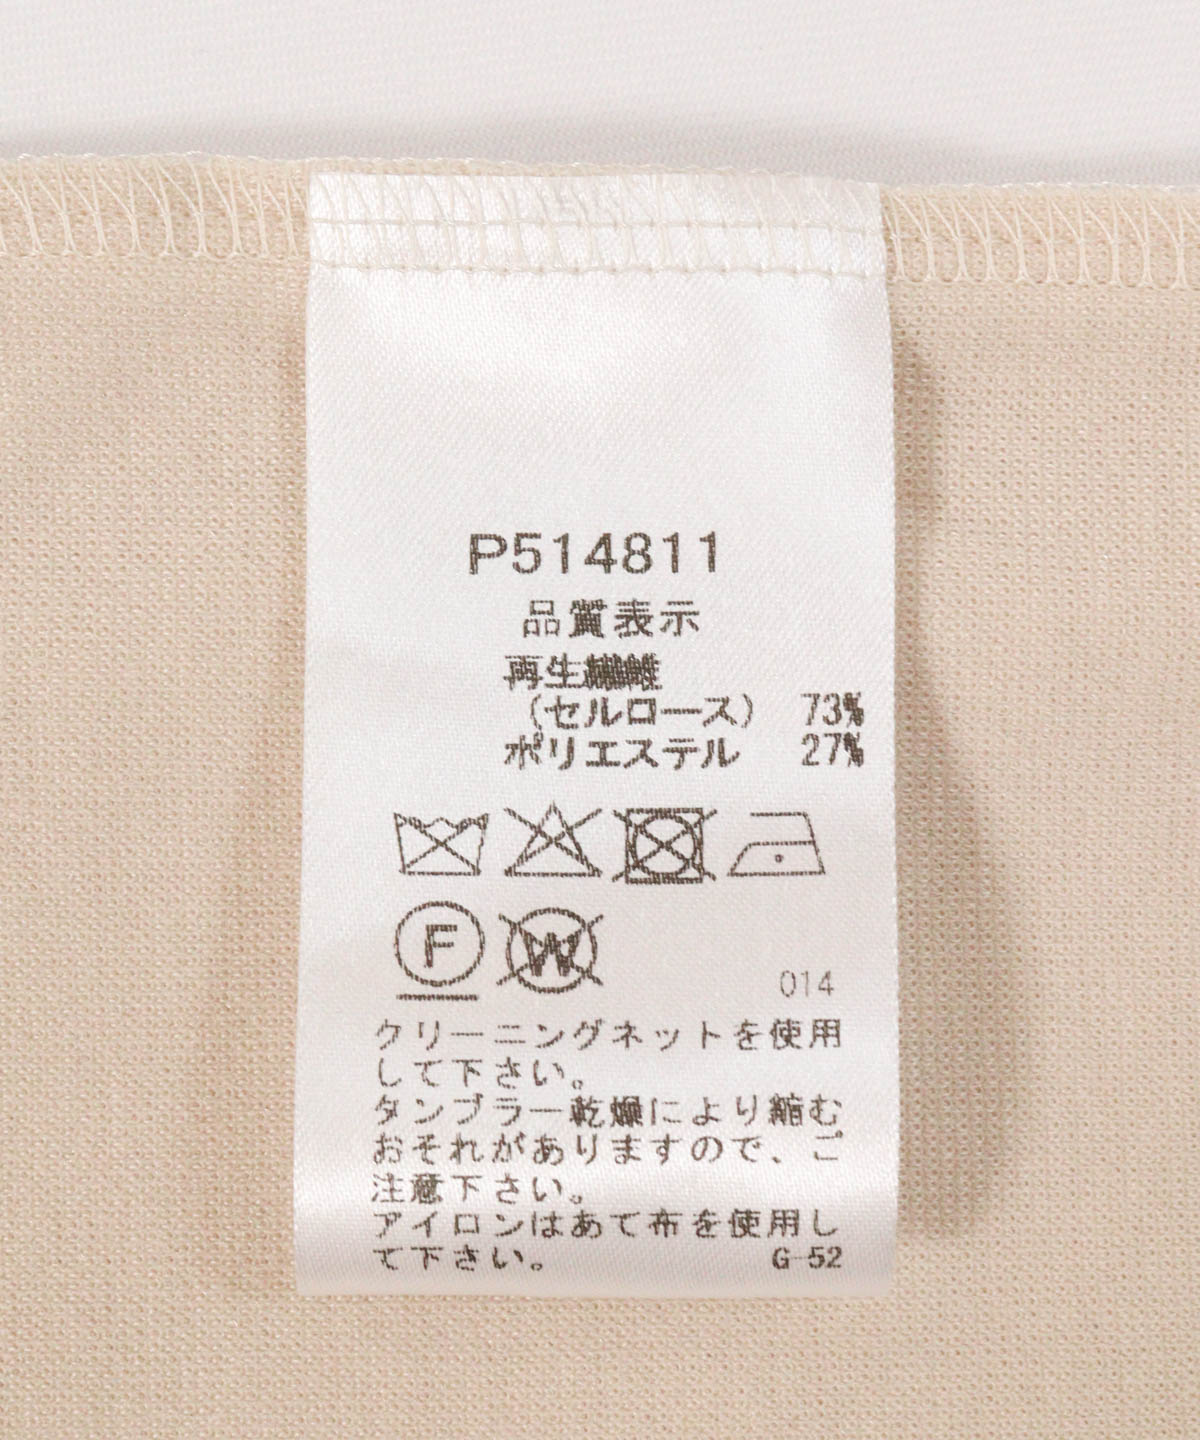 P514811
品質表示
再生繊維
(セルロース) 73%
ポリエステル 27%
F W
014
クリーニングネットを使用
して下さい。
タンブラー乾燥により縮む
おそれがありますので、ご
注意下さい。
アイロンはあて布を使用し
て下さい。 G-52